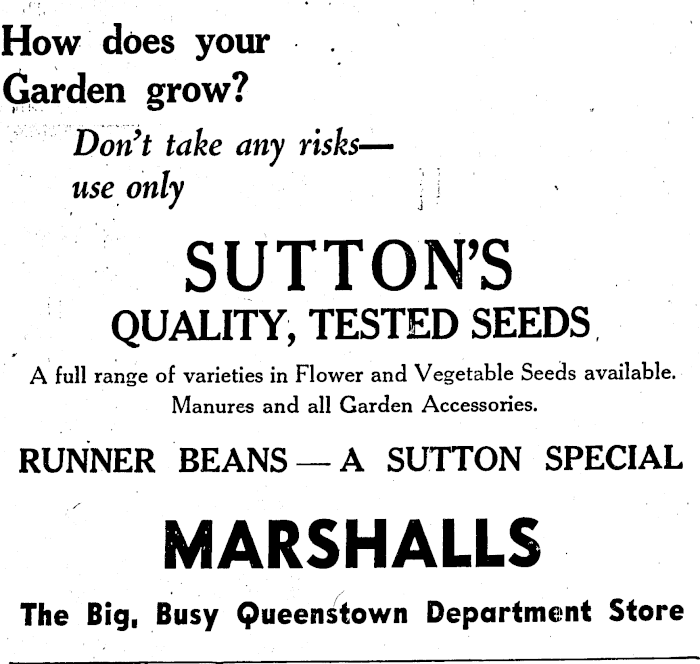 How does your
Garden grow?
Don't take any risks—
use only
SUTTON'S
QUALITY, TESTED SEEDS
A full range of varieties in Flower and Vegetable Seeds available.
Manures and all Garden Accessories.
RUNNER BEANS — A SUTTON SPECIAL
MARSHALLS
The Big, Busy Queenstown Department Store